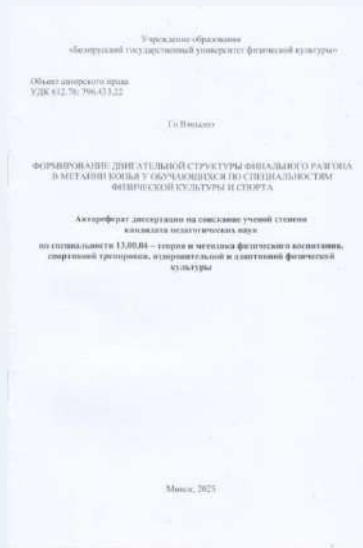 Учреждение образования
«Белорусский государственный университет физической культуры»
Объект авторского права
УДК 612.76: 796.433.22
Го
ФОРМИРОВАНИЕ ДВИГАТЕЛЬНОЙ СТРУКТУРЫ ФИНАЛЬНОГО РАЗГОНА
В МЕТАНИИ КОПЬЯ У ОБУЧАЮЩИХСЯ ПО СПЕЦИАЛЬНОСТЯМ
ФИЗИЧЕСКОЙ КУЛЬТУРЫ И СПОРТА
Автореферат диссертации на соискание ученой степени
кандидата педагогических наук
по специальности 13.00.04 – теория и методика физического воспитания,
спортивной тренировки, оздоровительной и адаптивной физической
культуры
Минск, 2025